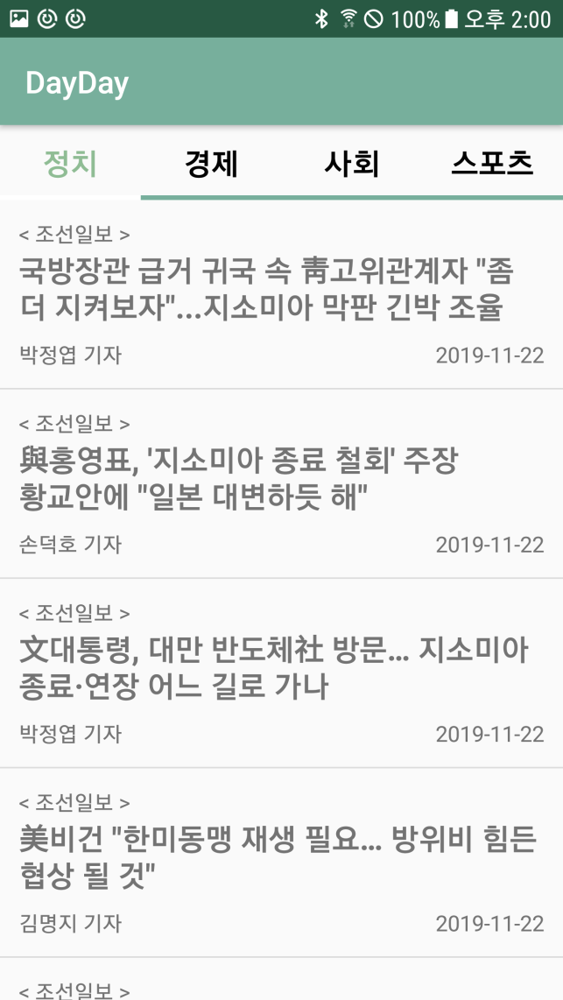 100% 오후 2:00
DayDay
정치 경제 사회 스포츠
< 조선일보 >
국방장관 급거 귀국 속 靑고위관계자 "좀
더 지켜보자"...지소미아 막판 긴박 조율
박정엽 기자 2019-11-22
< 조선일보 >
與홍영표, '지소미아 종료 철회' 주장
황교안에 "일본 대변하듯 해"
손덕호 기자 2019-11-22
< 조선일보 >
文대통령, 대만 반도체社 방문... 지소미아
종료·연장 어느 길로 가나
박정엽 기자 2019-11-22
< 조선일보 >
美비건 "한미동맹 재생 필요... 방위비 힘든
협상 될 것"
김명지 기자 2019-11-22
< 조선일보 >